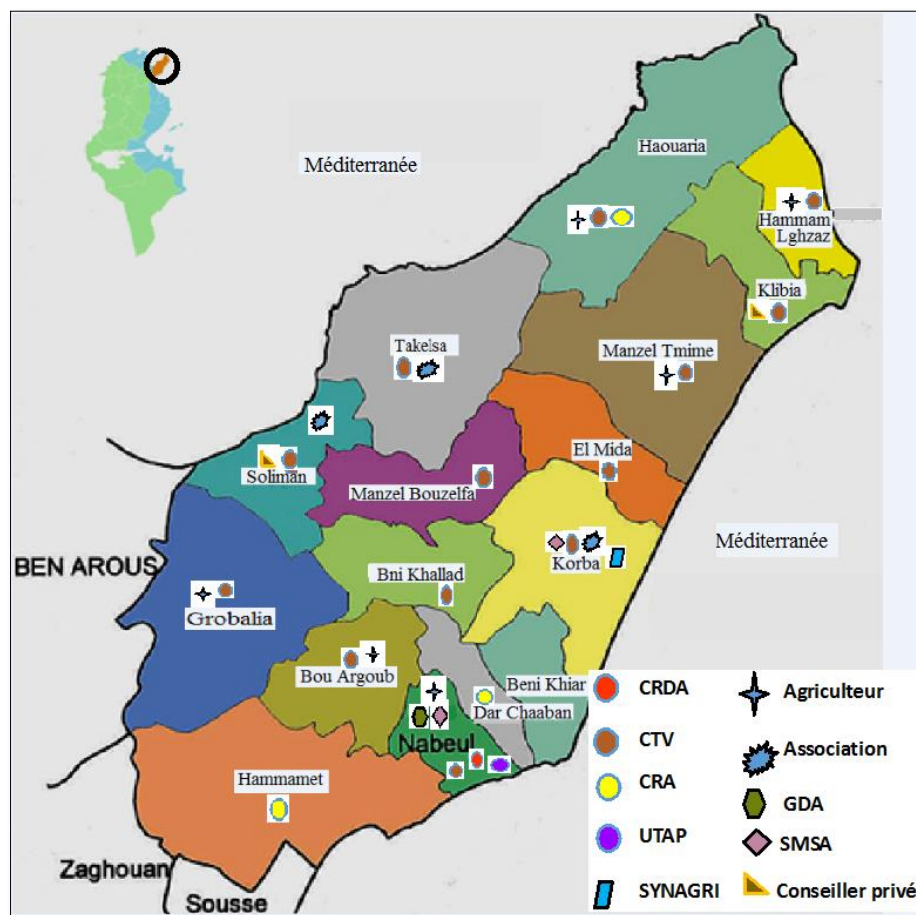 Méditerranée
Haouaria
Hammam
Lghzaz
Klibia
Takelsa
Manzel Tmime
El Mida
Soliman
Manzel Bouzelfa
Méditerranée
BEN AROUS
Korba
Bni Khallad
Grobalia
Bou Argoub
Beni Khiar
Dar Chaaban
Nabeul
Hammamet
Zaghouan
Sousse
CRDA
Agriculteur
CTV
Association
CRA
GDA
UTAP
SMSA
SYNAGRI
Conseiller privé